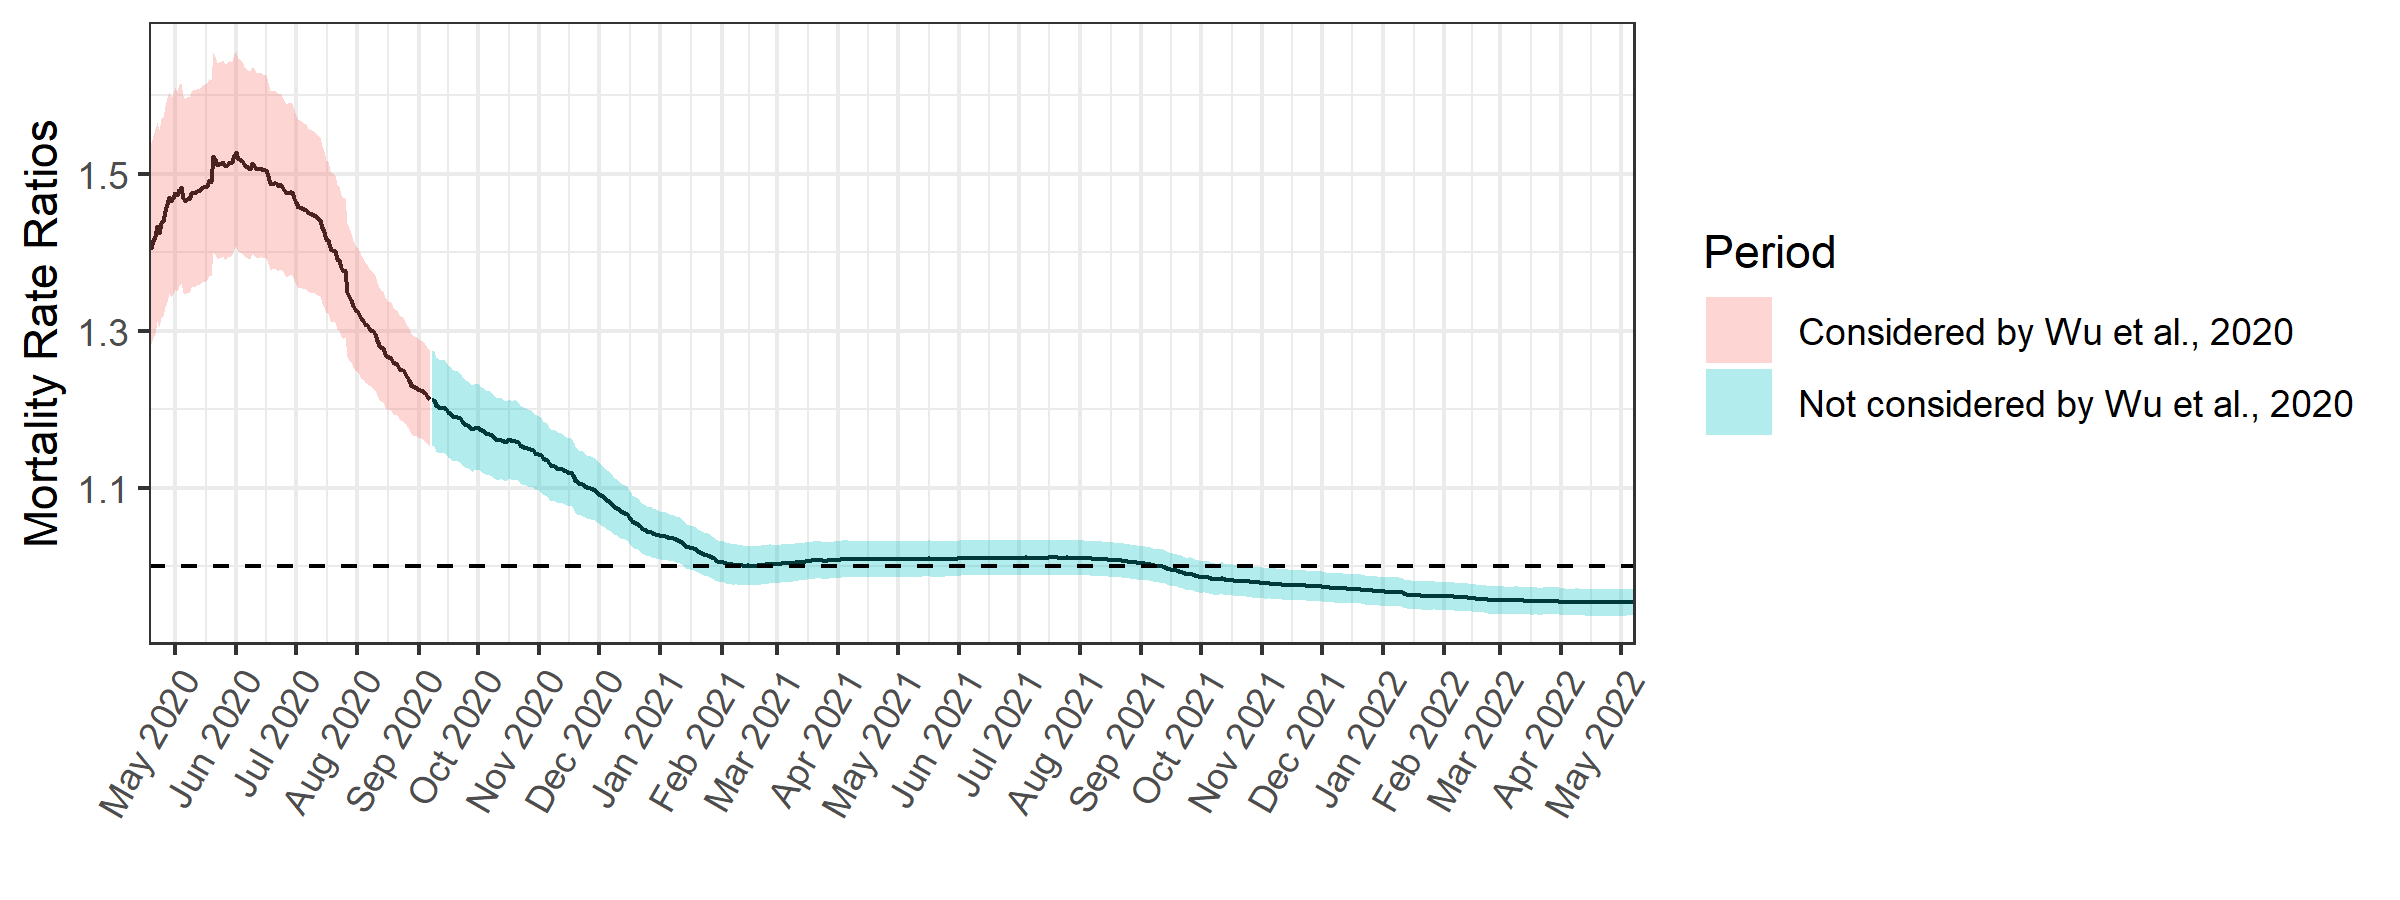 Mortality Rate Ratios
1.5
1.3
1.1
May 2020
Jun 2020
Jul 2020
Aug 2020
Sep 2020
Oct 2020
Nov 2020
Dec 2020
Jan 2021
Feb 2021
Mar 2021
Apr 2021
May 2021
Jun 2021
Jul 2021
Aug 2021
Sep 2021
Oct 2021
Nov 2021
Dec 2021
Jan 2022
Feb 2022
Mar 2022
Apr 2022
May 2022
Period
Considered by Wu et al., 2020
Not considered by Wu et al., 2020